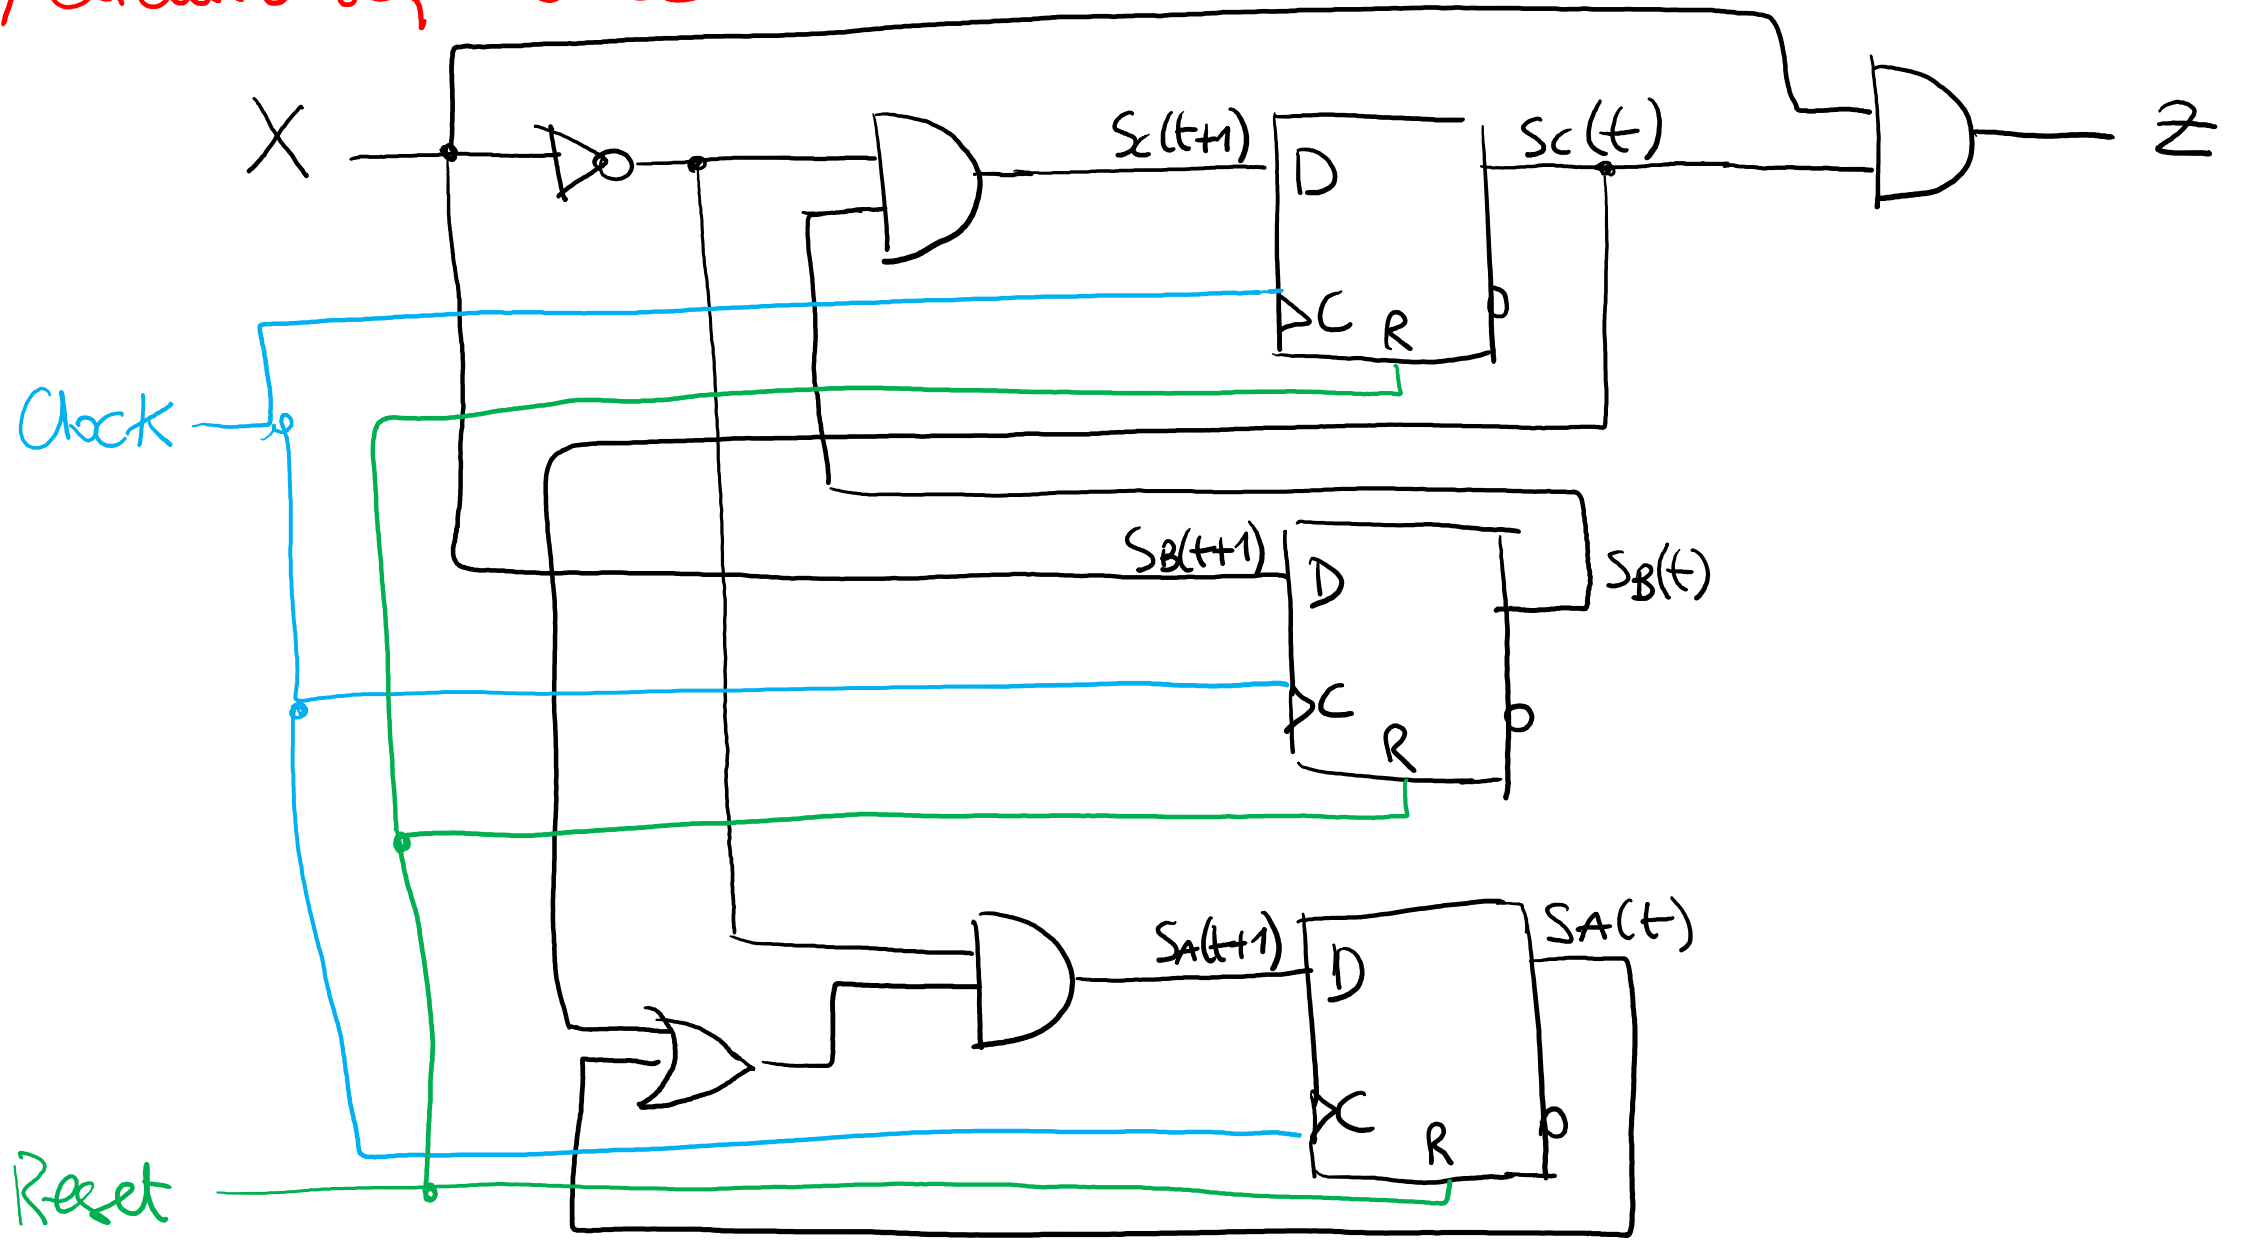 X
Sc(t+1)
D
Sc(t)
Z
C
R
Clock
SB(t+1)
D
SB(t)
C
R
SA(t+1)
D
SA(t)
C
R
Reset